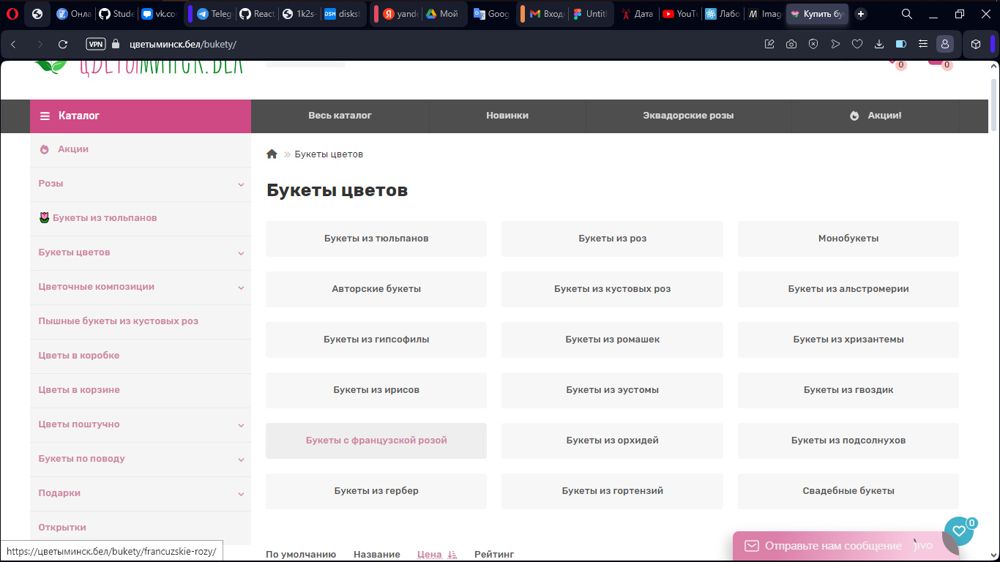 Онла
Stude
vk.co
Teleg
React
1k2s-
DSM diskst
yande
Мой
Goog
Входя
Untitl
Дата
YouTu
Лабо
Imag
Купить бу
VPN цветыминск.бел/bukety/
ЦВЕТЫМИНСК.БЕЛ
0 0
Каталог
Весь каталог
Новинки
Эквадорские розы
Акции!
Акции
Розы
Букеты из тюльпанов
Букеты цветов
Цветочные композиции
Пышные букеты из кустовых роз
Цветы в коробке
Цветы в корзине
Цветы поштучно
Букеты по поводу
Подарки
Открытки
» Букеты цветов
Букеты цветов
Букеты из тюльпанов
Букеты из роз
Монобукеты
Авторские букеты
Букеты из кустовых роз
Букеты из альстромерии
Букеты из гипсофилы
Букеты из ромашек
Букеты из хризантемы
Букеты из ирисов
Букеты из эустомы
Букеты из гвоздик
Букеты с французской розой
Букеты из орхидей
Букеты из подсолнухов
Букеты из гербер
Букеты из гортензий
Свадебные букеты
По умолчанию
Название
Цена
Рейтинг
0
Отправьте нам сообщение jivo
https://цветыминск.бел/bukety/francuzskie-rozy/